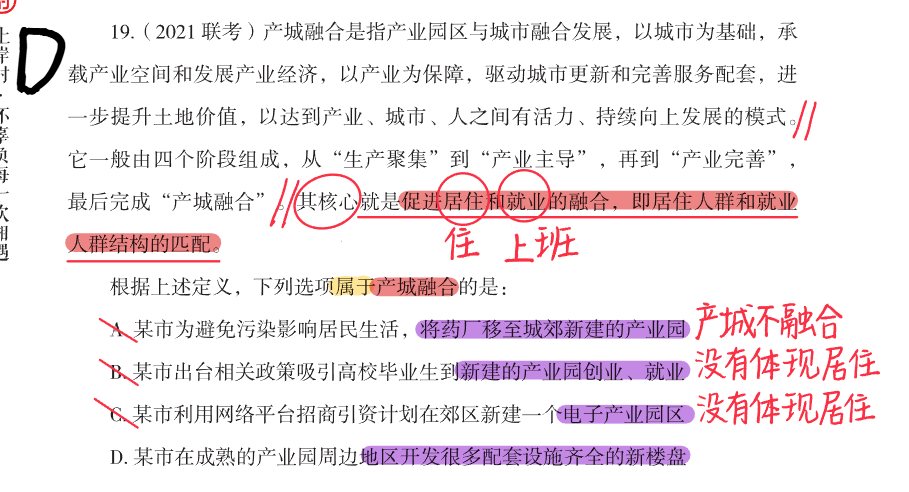 D
19.（2021 联考）产城融合是指产业园区与城市融合发展，以城市为基础，承
载产业空间和发展产业经济，以产业为保障，驱动城市更新和完善服务配套，进
一步提升土地价值，以达到产业、城市、人之间有活力、持续向上发展的模式。
它一般由四个阶段组成，从“生产聚集”到“产业主导”，再到“产业完善”，
最后完成“产城融合”。其核心就是促进居住和就业的融合，即居住人群和就业
人群结构的匹配。
住 上班
根据上述定义，下列选项属于产城融合的是：
A. 某市为避免污染影响居民生活，将药厂移至城郊新建的产业园 产城不融合
B. 某市出台相关政策吸引高校毕业生到新建的产业园创业、就业 没有体现居住
C. 某市利用网络平台招商引资计划在郊区新建一个电子产业园区 没有体现居住
D. 某市在成熟的产业园周边地区开发很多配套设施齐全的新楼盘
不辜负每一次相遇